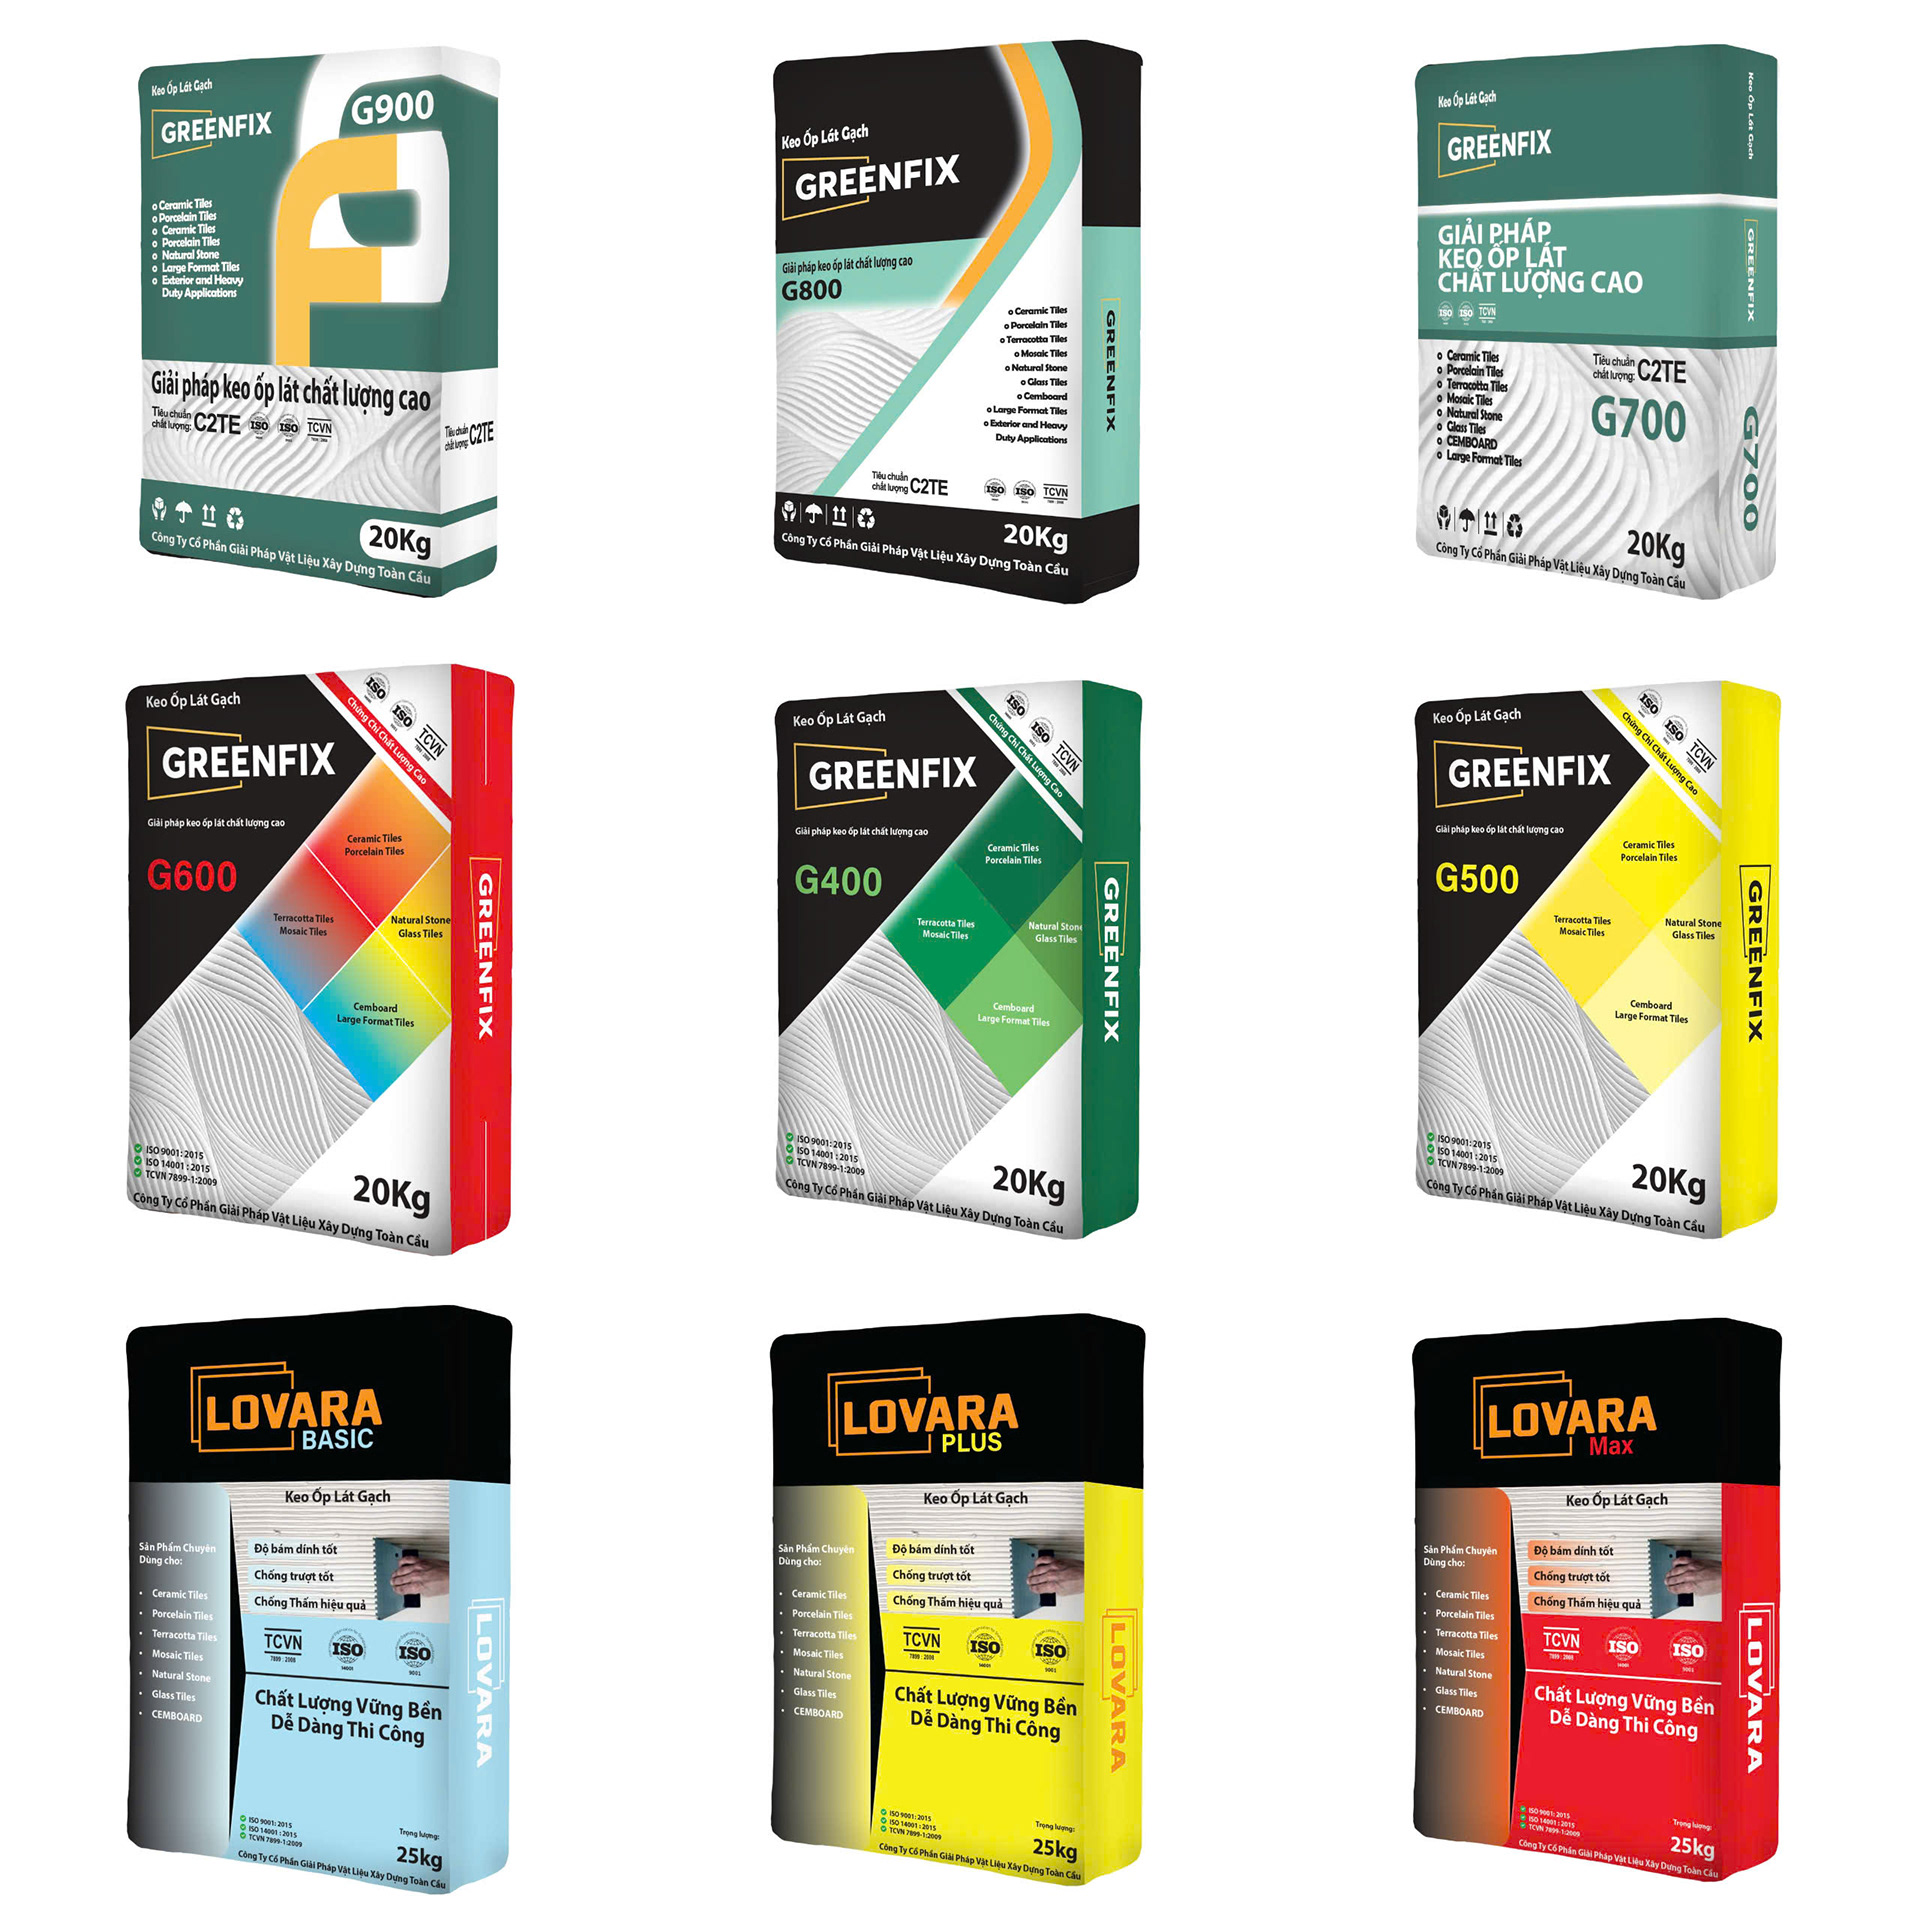 Keo Ốp Lát Gạch
GREENFIX
G900
o Ceramic Tiles
o Porcelain Tiles
o Ceramic Tiles
o Porcelain Tiles
o Natural Stone
o Large Format Tiles
o Exterior and Heavy
Duty Applications
Giải pháp keo ốp lát chất lượng cao
Tiêu chuẩn
chất lượng: C2TE
ISO
ISO
TCVN
Tiêu chuẩn
chất lượng: C2TE
20Kg
Công Ty Cổ Phần Giải Pháp Vật Liệu Xây Dựng Toàn Cầu
Keo Ốp Lát Gạch
GREENFIX
Giải pháp keo ốp lát chất lượng cao
G800
o Ceramic Tiles
o Porcelain Tiles
o Terracotta Tiles
o Mosaic Tiles
o Natural Stone
o Glass Tiles
o Cemboard
o Large Format Tiles
o Exterior and Heavy
Duty Applications
Tiêu chuẩn
chất lượng C2TE
ISO
ISO
TCVN
20Kg
Công Ty Cổ Phần Giải Pháp Vật Liệu Xây Dựng Toàn Cầu
GREENFIX
Keo Ốp Lát Gạch
GREENFIX
GIẢI PHÁP
KEO ỐP LÁT
CHẤT LƯỢNG CAO
ISO
ISO
TCVN
o Ceramic Tiles
o Porcelain Tiles
o Terracotta Tiles
o Mosaic Tiles
o Natural Stone
o Glass Tiles
o CEMBOARD
o Large Format Tiles
Tiêu chuẩn
chất lượng: C2TE
G700
20Kg
Công Ty Cổ Phần Giải Pháp Vật Liệu Xây Dựng Toàn Cầu
Keo Ốp Lát Gạch
GREENFIX
G700
Keo Ốp Lát Gạch
GREENFIX
Giải pháp keo ốp lát chất lượng cao
G600
ISO
ISO
TCVN
Chứng Chỉ Chất Lượng Cao
Ceramic Tiles
Porcelain Tiles
Terracotta Tiles
Mosaic Tiles
Natural Stone
Glass Tiles
Cemboard
Large Format Tiles
ISO 9001: 2015
ISO 14001 : 2015
TCVN 7899-1:2009
20Kg
Công Ty Cổ Phần Giải Pháp Vật Liệu Xây Dựng Toàn Cầu
GREENFIX
Keo Ốp Lát Gạch
GREENFIX
Giải pháp keo ốp lát chất lượng cao
G400
ISO
ISO
TCVN
Chứng Chỉ Chất Lượng Cao
Ceramic Tiles
Porcelain Tiles
Terracotta Tiles
Mosaic Tiles
Natural Stone
Glass Tiles
Cemboard
Large Format Tiles
ISO 9001: 2015
ISO 14001 : 2015
TCVN 7899-1:2009
20Kg
Công Ty Cổ Phần Giải Pháp Vật Liệu Xây Dựng Toàn Cầu
GREENFIX
Keo Ốp Lát Gạch
GREENFIX
Giải pháp keo ốp lát chất lượng cao
G500
ISO
ISO
TCVN
Chứng Chỉ Chất Lượng Cao
Ceramic Tiles
Porcelain Tiles
Terracotta Tiles
Mosaic Tiles
Natural Stone
Glass Tiles
Cemboard
Large Format Tiles
ISO 9001: 2015
ISO 14001 : 2015
TCVN 7899-1:2009
20Kg
Công Ty Cổ Phần Giải Pháp Vật Liệu Xây Dựng Toàn Cầu
GREENFIX
LOVARA
BASIC
Keo Ốp Lát Gạch
Sản Phẩm Chuyên
Dùng cho:
• Ceramic Tiles
• Porcelain Tiles
• Terracotta Tiles
• Mosaic Tiles
• Natural Stone
• Glass Tiles
• CEMBOARD
Độ bám dính tốt
Chống trượt tốt
Chống Thấm hiệu quả
TCVN
ISO
14001
ISO
9001
Chất Lượng Vững Bền
Dễ Dàng Thi Công
ISO 9001: 2015
ISO 14001 : 2015
TCVN 7899-1:2009
Trọng lượng:
25kg
Công Ty Cổ Phần Giải Pháp Vật Liệu Xây Dựng Toàn Cầu
LOVARA
LOVARA
PLUS
Keo Ốp Lát Gạch
Sản Phẩm Chuyên
Dùng cho:
• Ceramic Tiles
• Porcelain Tiles
• Terracotta Tiles
• Mosaic Tiles
• Natural Stone
• Glass Tiles
• CEMBOARD
Độ bám dính tốt
Chống trượt tốt
Chống Thấm hiệu quả
TCVN
ISO
14001
ISO
9001
Chất Lượng Vững Bền
Dễ Dàng Thi Công
ISO 9001: 2015
ISO 14001 : 2015
TCVN 7899-1:2009
Trọng lượng:
25kg
Công Ty Cổ Phần Giải Pháp Vật Liệu Xây Dựng Toàn Cầu
LOVARA
LOVARA
Max
Keo Ốp Lát Gạch
Sản Phẩm Chuyên
Dùng cho:
• Ceramic Tiles
• Porcelain Tiles
• Terracotta Tiles
• Mosaic Tiles
• Natural Stone
• Glass Tiles
• CEMBOARD
Độ bám dính tốt
Chống trượt tốt
Chống Thấm hiệu quả
TCVN
ISO
14001
ISO
9001
Chất Lượng Vững Bền
Dễ Dàng Thi Công
ISO 9001: 2015
ISO 14001 : 2015
TCVN 7899-1:2009
Trọng lượng:
25kg
Công Ty Cổ Phần Giải Pháp Vật Liệu Xây Dựng Toàn Cầu
LOVARA